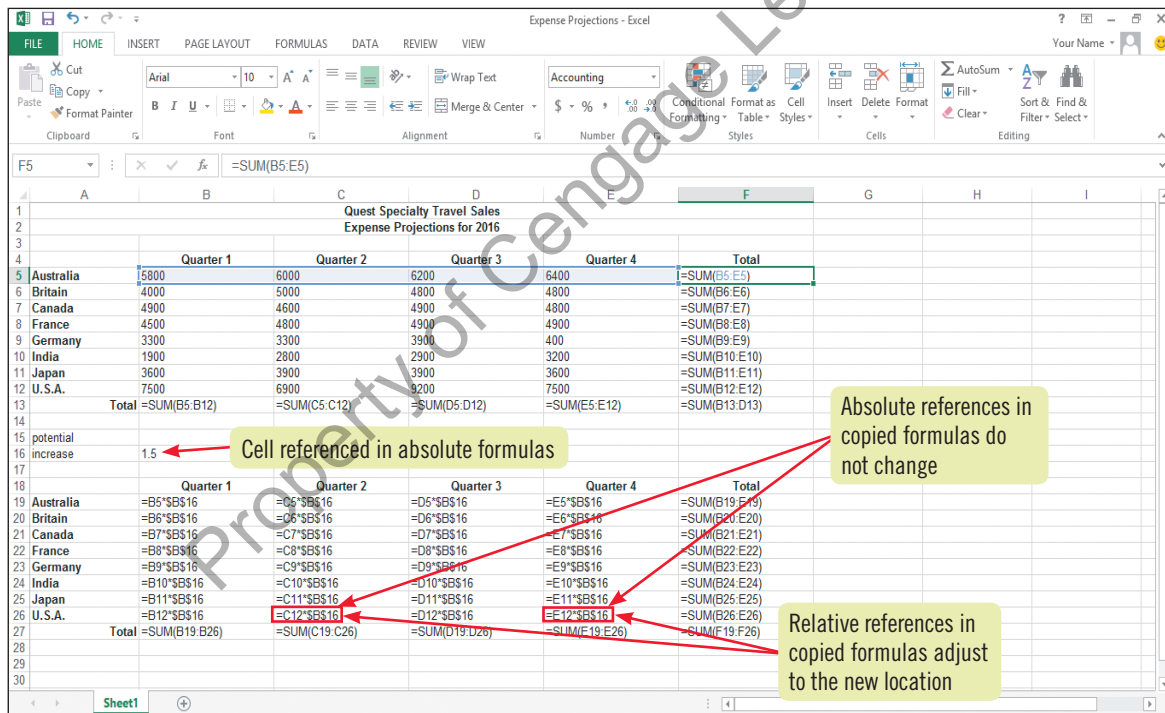 Expense Projections - Excel
FILE HOME INSERT PAGE LAYOUT FORMULAS DATA REVIEW VIEW Your Name
Cut Arial 10 Wrap Text Accounting AutoSum
Copy Fill
Paste Format Painter B I U Merge & Center $ % , Conditional Formatting Format as Table Cell Styles Insert Delete Format Clear Sort & Filter Find & Select
Clipboard Font Alignment Number Styles Cells Editing
F5 fx =SUM(B5:E5)
A B C D E F G H I
1 Quest Specialty Travel Sales
2 Expense Projections for 2016
3
4 Quarter 1 Quarter 2 Quarter 3 Quarter 4 Total
5 Australia 5800 6000 6200 6400 =SUM(B5:E5)
6 Britain 4000 5000 4800 4800 =SUM(B6:E6)
7 Canada 4900 4600 4900 4800 =SUM(B7:E7)
8 France 4500 4800 4900 4900 =SUM(B8:E8)
9 Germany 3300 3300 3900 400 =SUM(B9:E9)
10 India 1900 2800 2900 3200 =SUM(B10:E10)
11 Japan 3600 3900 3900 3600 =SUM(B11:E11)
12 U.S.A. 7500 6900 9200 7500 =SUM(B12:E12)
13 Total =SUM(B5:B12) =SUM(C5:C12) =SUM(D5:D12) =SUM(E5:E12) =SUM(B13:D13)
14
15 potential
16 increase 1.5
17
18 Quarter 1 Quarter 2 Quarter 3 Quarter 4 Total
19 Australia =B5*$B$16 =C5*$B$16 =D5*$B$16 =E5*$B$16 =SUM(B19:E19)
20 Britain =B6*$B$16 =C6*$B$16 =D6*$B$16 =E6*$B$16 =SUM(B20:E20)
21 Canada =B7*$B$16 =C7*$B$16 =D7*$B$16 =E7*$B$16 =SUM(B21:E21)
22 France =B8*$B$16 =C8*$B$16 =D8*$B$16 =E8*$B$16 =SUM(B22:E22)
23 Germany =B9*$B$16 =C9*$B$16 =D9*$B$16 =E9*$B$16 =SUM(B23:E23)
24 India =B10*$B$16 =C10*$B$16 =D10*$B$16 =E10*$B$16 =SUM(B24:E24)
25 Japan =B11*$B$16 =C11*$B$16 =D11*$B$16 =E11*$B$16 =SUM(B25:E25)
26 U.S.A. =B12*$B$16 =C12*$B$16 =D12*$B$16 =E12*$B$16 =SUM(B26:E26)
27 Total =SUM(B19:B26) =SUM(C19:C26) =SUM(D19:D26) =SUM(E19:E26) =SUM(F19:F26)
28
29
30
Sheet1
Cell referenced in absolute formulas
Absolute references in
copied formulas do
not change
Relative references in
copied formulas adjust
to the new location
Property of Cengage Le